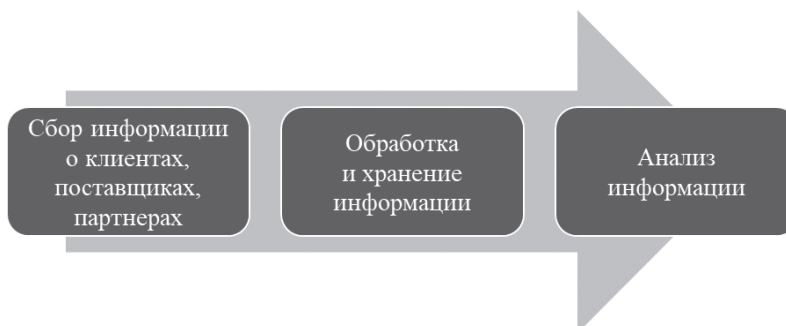 Сбор информации
о клиентах,
поставщиках,
партнерах
Обработка
и хранение
информации
Анализ
информации